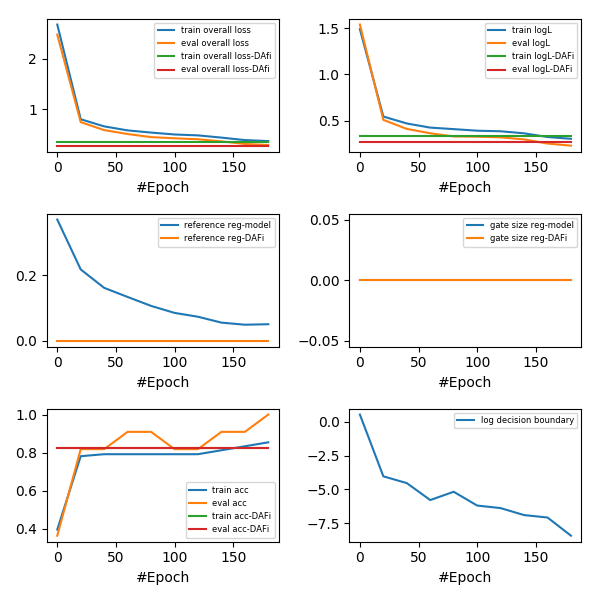 train overall loss
eval overall loss
train overall loss-DAfi
eval overall loss-DAfi
2
1
0
50
100
150
#Epoch
train logL
eval logL
train logL-DAFi
eval logL-DAFi
1.5
1.0
0.5
0
50
100
150
#Epoch
reference reg-model
reference reg-DAFi
0.2
0.0
0
50
100
150
#Epoch
gate size reg-model
gate size reg-DAFi
0.05
0.00
−0.05
0
50
100
150
#Epoch
1.0
0.8
0.6
0.4
train acc
eval acc
train acc-DAFi
eval acc-DAFi
0
50
100
150
#Epoch
log decision boundary
0.0
−2.5
−5.0
−7.5
0
50
100
150
#Epoch